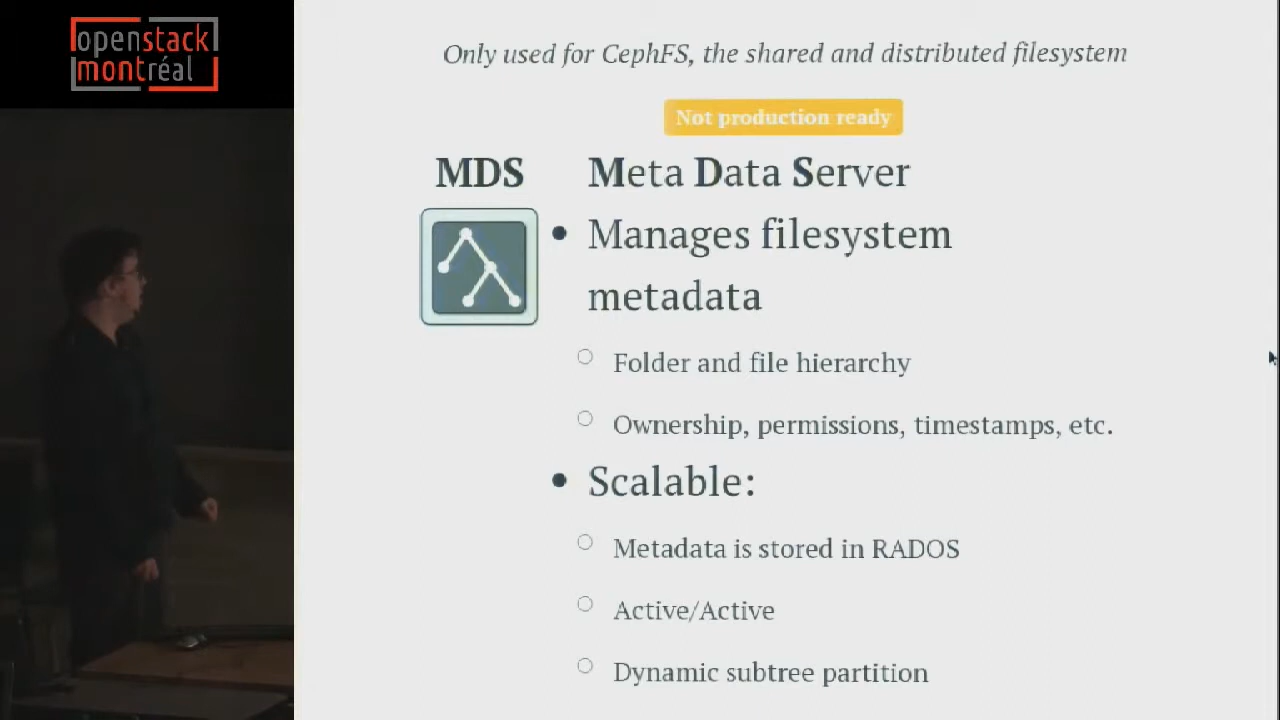 openstack
montréal
Only used for CephFS, the shared and distributed filesystem
Not production ready
MDS
Meta Data Server
Manages filesystem
metadata
Folder and file hierarchy
Ownership, permissions, timestamps, etc.
Scalable:
Metadata is stored in RADOS
Active/Active
Dynamic subtree partition